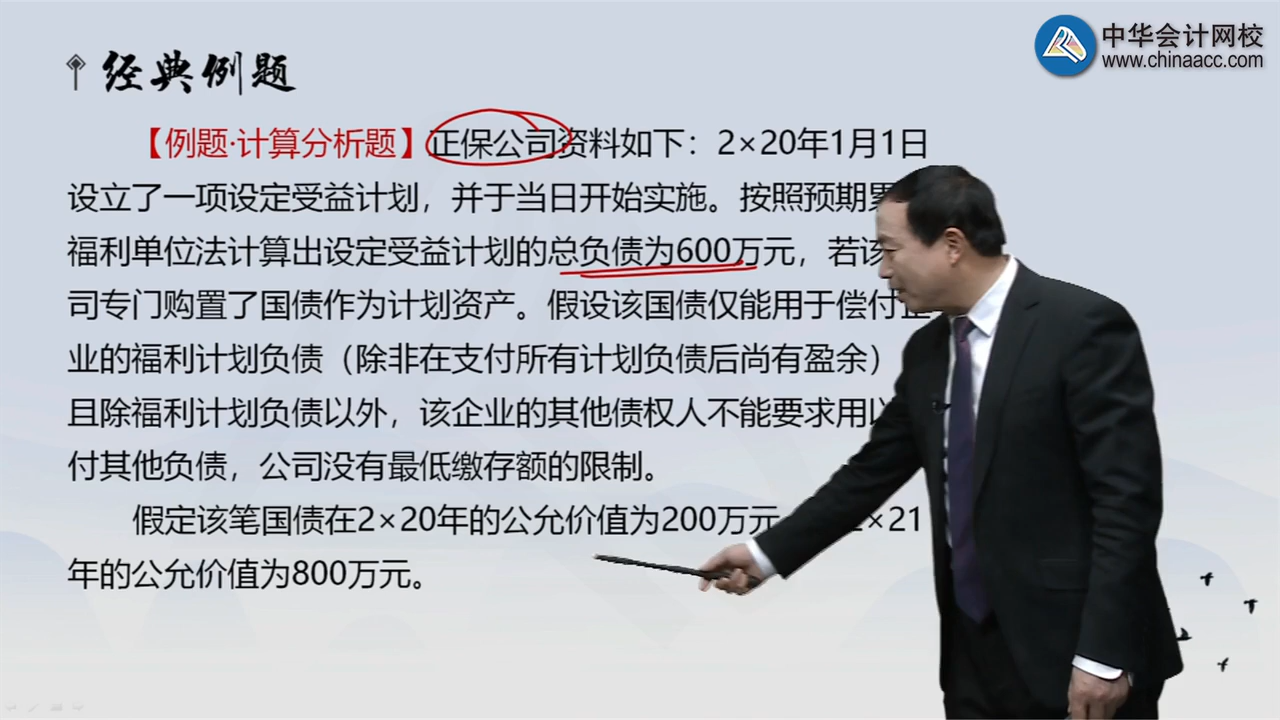 中华会计网校
www.chinaacc.com
经典例题
【例题·计算分析题】正保公司资料如下：2×20年1月1日
设立了一项设定受益计划，并于当日开始实施。按照预期累
福利单位法计算出设定受益计划的总负债为600万元，若该
司专门购置了国债作为计划资产。假设该国债仅能用于偿付企
业的福利计划负债（除非在支付所有计划负债后尚有盈余）
且除福利计划负债以外，该企业的其他债权人不能要求用以
付其他负债，公司没有最低缴存额的限制。
假定该笔国债在2×20年的公允价值为200万元 2×21
年的公允价值为800万元。